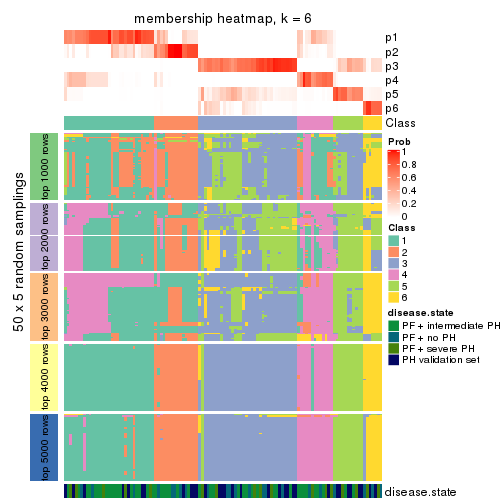 membership heatmap, k = 6
p1
p2
p3
p4
p5
p6
Class
50 x 5 random samplings
top 1000 rows
top 2000 rows
top 3000 rows
top 4000 rows
top 5000 rows
disease.state
Prob
1
0.8
0.6
0.4
0.2
0
Class
1
2
3
4
5
6
disease.state
PF + intermediate PH
PF + no PH
PF + severe PH
PH validation set